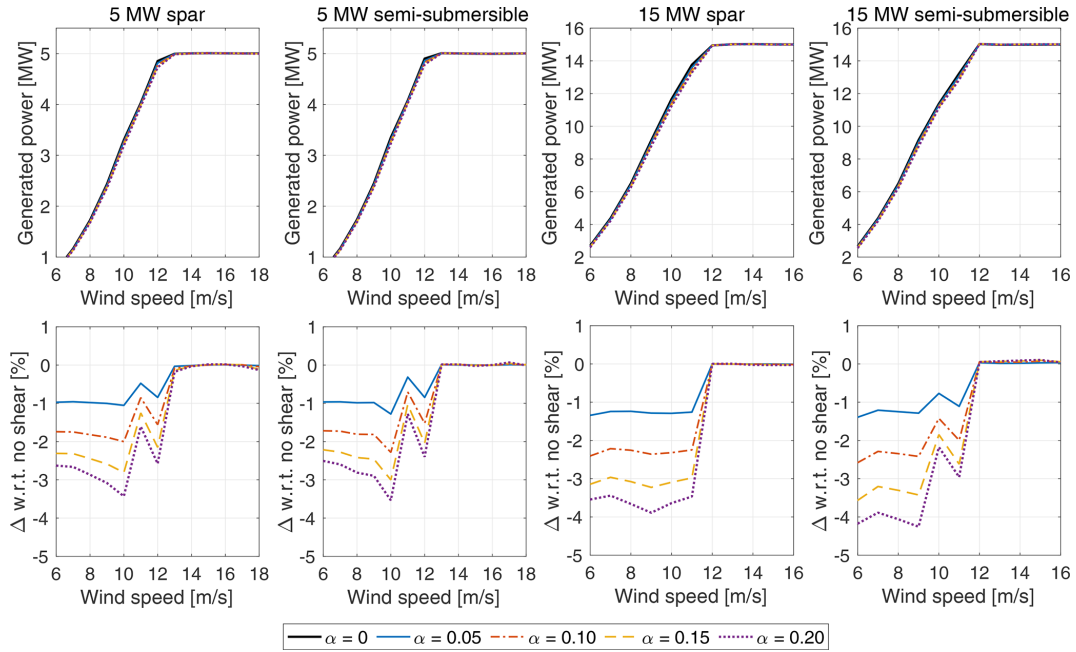 5 MW spar
5 MW semi-submersible
15 MW spar
15 MW semi-submersible
Generated power [MW]
5
4
3
2
1
6 8 10 12 14 16 18
Wind speed [m/s]
Generated power [MW]
5
4
3
2
1
6 8 10 12 14 16 18
Wind speed [m/s]
Generated power [MW]
16
14
12
10
8
6
4
2
6 8 10 12 14 16
Wind speed [m/s]
Generated power [MW]
16
14
12
10
8
6
4
2
6 8 10 12 14 16
Wind speed [m/s]
Δ w.r.t. no shear [%]
1
0
-1
-2
-3
-4
-5
6 8 10 12 14 16 18
Wind speed [m/s]
Δ w.r.t. no shear [%]
1
0
-1
-2
-3
-4
-5
6 8 10 12 14 16 18
Wind speed [m/s]
Δ w.r.t. no shear [%]
1
0
-1
-2
-3
-4
-5
6 8 10 12 14 16
Wind speed [m/s]
Δ w.r.t. no shear [%]
1
0
-1
-2
-3
-4
-5
6 8 10 12 14 16
Wind speed [m/s]
α = 0 α = 0.05 α = 0.10 α = 0.15 α = 0.20